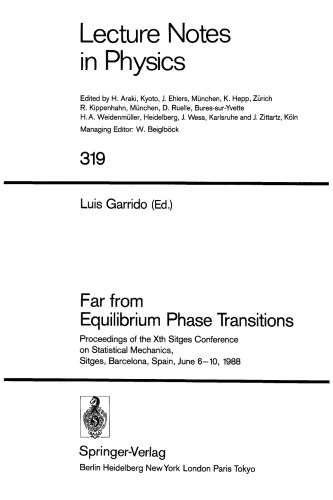 Lecture Notes
in Physics
Edited by H. Araki, Kyoto, J. Ehlers, München, K. Hepp, Zürich
R. Kippenhahn, München, D. Ruelle, Bures-sur-Yvette
H. A. Weidenmüller, Heidelberg, J. Wess, Karlsruhe and J. Zittartz, Köln
Managing Editor: W. Beiglböck
319
Luis Garrido (Ed.)
Far from
Equilibrium Phase Transitions
Proceedings of the Xth Sitges Conference
on Statistical Mechanics,
Sitges, Barcelona, Spain, June 6–10, 1988
Springer-Verlag
Berlin Heidelberg New York London Paris Tokyo